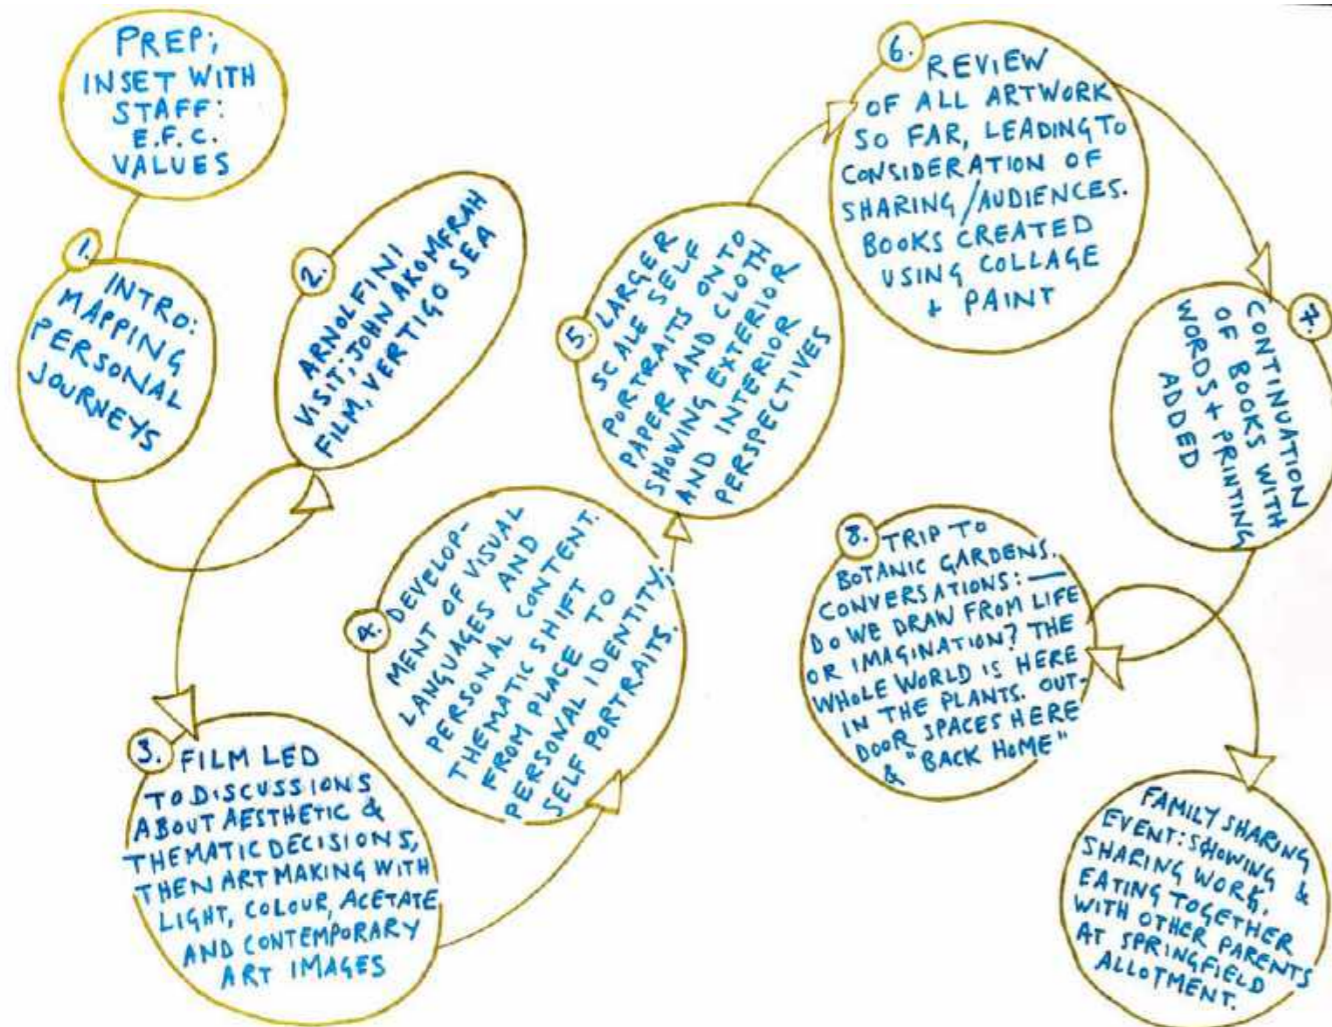 PREP;
INSET WITH
STAFF:
E.F.C.
VALUES
1.
INTRO:
MAPPING
PERSONAL
JOURNEYS
2.
ARNOLFINI
VISIT; JOHN AKOMFRAH
FILM, VERTIGO SEA
3. FILM LED
TO DISCUSSIONS
ABOUT AESTHETIC &
THEMATIC DECISIONS,
THEN ART MAKING WITH
LIGHT, COLOUR, ACETATE
AND CONTEMPORARY
ART IMAGES
4. DEVELOP-
MENT OF VISUAL
LANGUAGES AND
PERSONAL CONTENT.
THEMATIC SHIFT
FROM PLACE TO
PERSONAL IDENTITY;
SELF PORTRAITS.
5. LARGER
SCALE SELF
PORTRAITS ONTO
PAPER AND CLOTH
SHOWING EXTERIOR
AND INTERIOR
PERSPECTIVES
6. REVIEW
OF ALL ARTWORK
SO FAR, LEADING TO
CONSIDERATION OF
SHARING/AUDIENCES.
BOOKS CREATED
USING COLLAGE
+ PAINT
7.
CONTINUATION
OF BOOKS WITH
WORDS + PRINTING
ADDED
8. TRIP TO
BOTANIC GARDENS.
CONVERSATIONS: —
DO WE DRAW FROM LIFE
OR IMAGINATION? THE
WHOLE WORLD IS HERE
IN THE PLANTS. OUT-
DOOR SPACES HERE
& "BACK HOME"
FAMILY SHARING
EVENT: SHOWING &
SHARING WORK,
EATING TOGETHER
WITH OTHER PARENTS
AT SPRINGFIELD
ALLOTMENT.